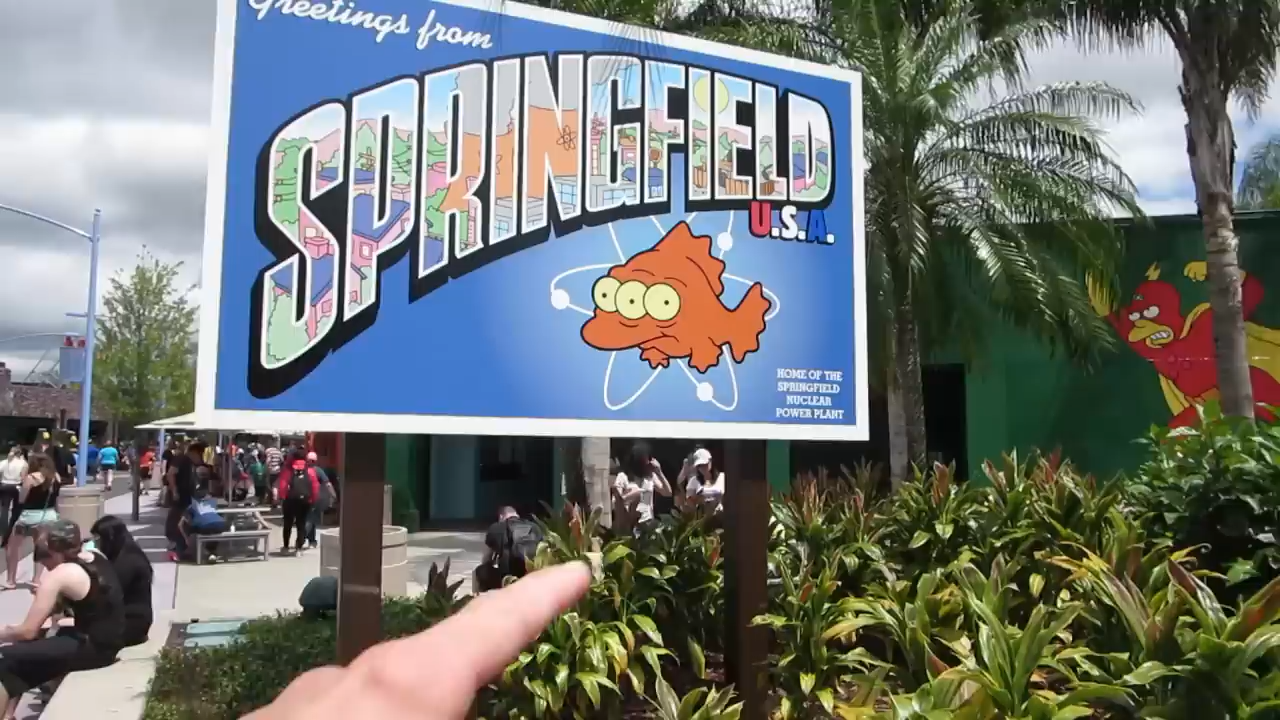 Greetings from
SPRINGFIELD
U.S.A.
HOME OF THE
SPRINGFIELD
NUCLEAR
POWER PLANT